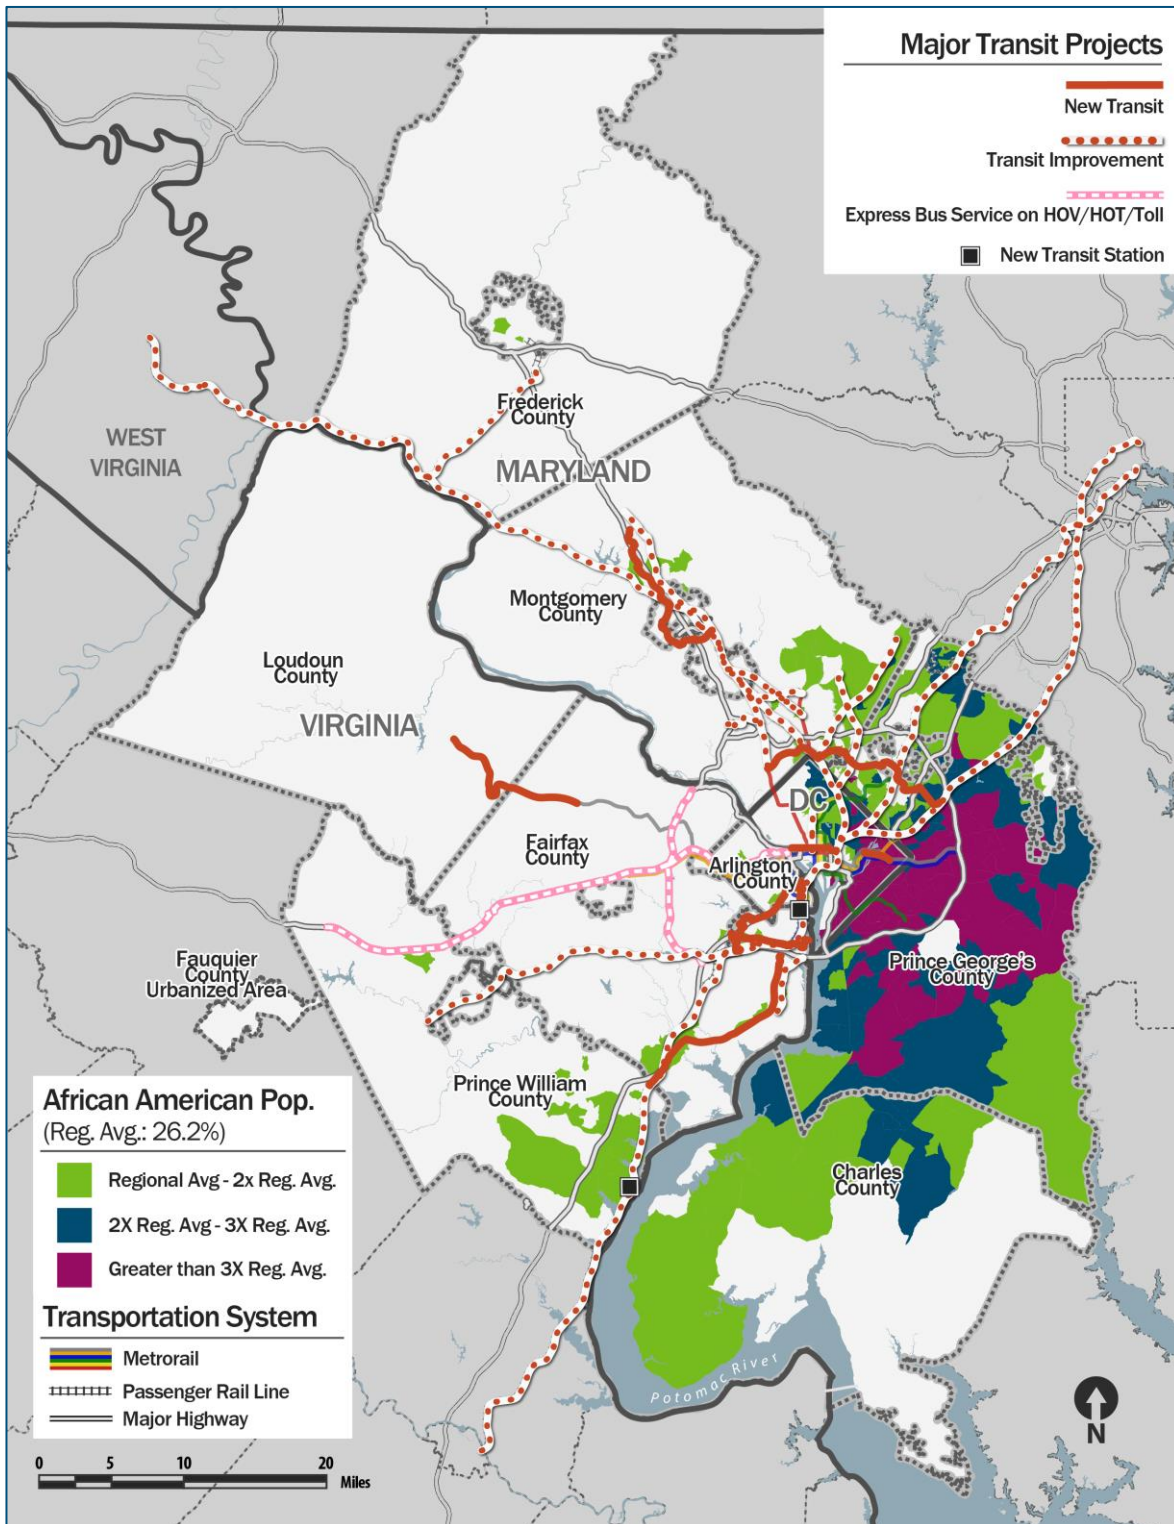 Major Transit Projects
New Transit
Transit Improvement
Express Bus Service on HOV/HOT/Toll
New Transit Station
Frederick
County
WEST
VIRGINIA
MARYLAND
Montgomery
County
Loudoun
County
VIRGINIA
DC
Fairfax
County
Arlington
County
Fauquier
County
Urbanized Area
Prince George's
County
Prince William
County
Charles
County
Potomac River
African American Pop.
(Reg. Avg.: 26.2%)
Regional Avg - 2x Reg. Avg.
2X Reg. Avg - 3X Reg. Avg.
Greater than 3X Reg. Avg.
Transportation System
Metrorail
Passenger Rail Line
Major Highway
0 5 10 20
Miles
N